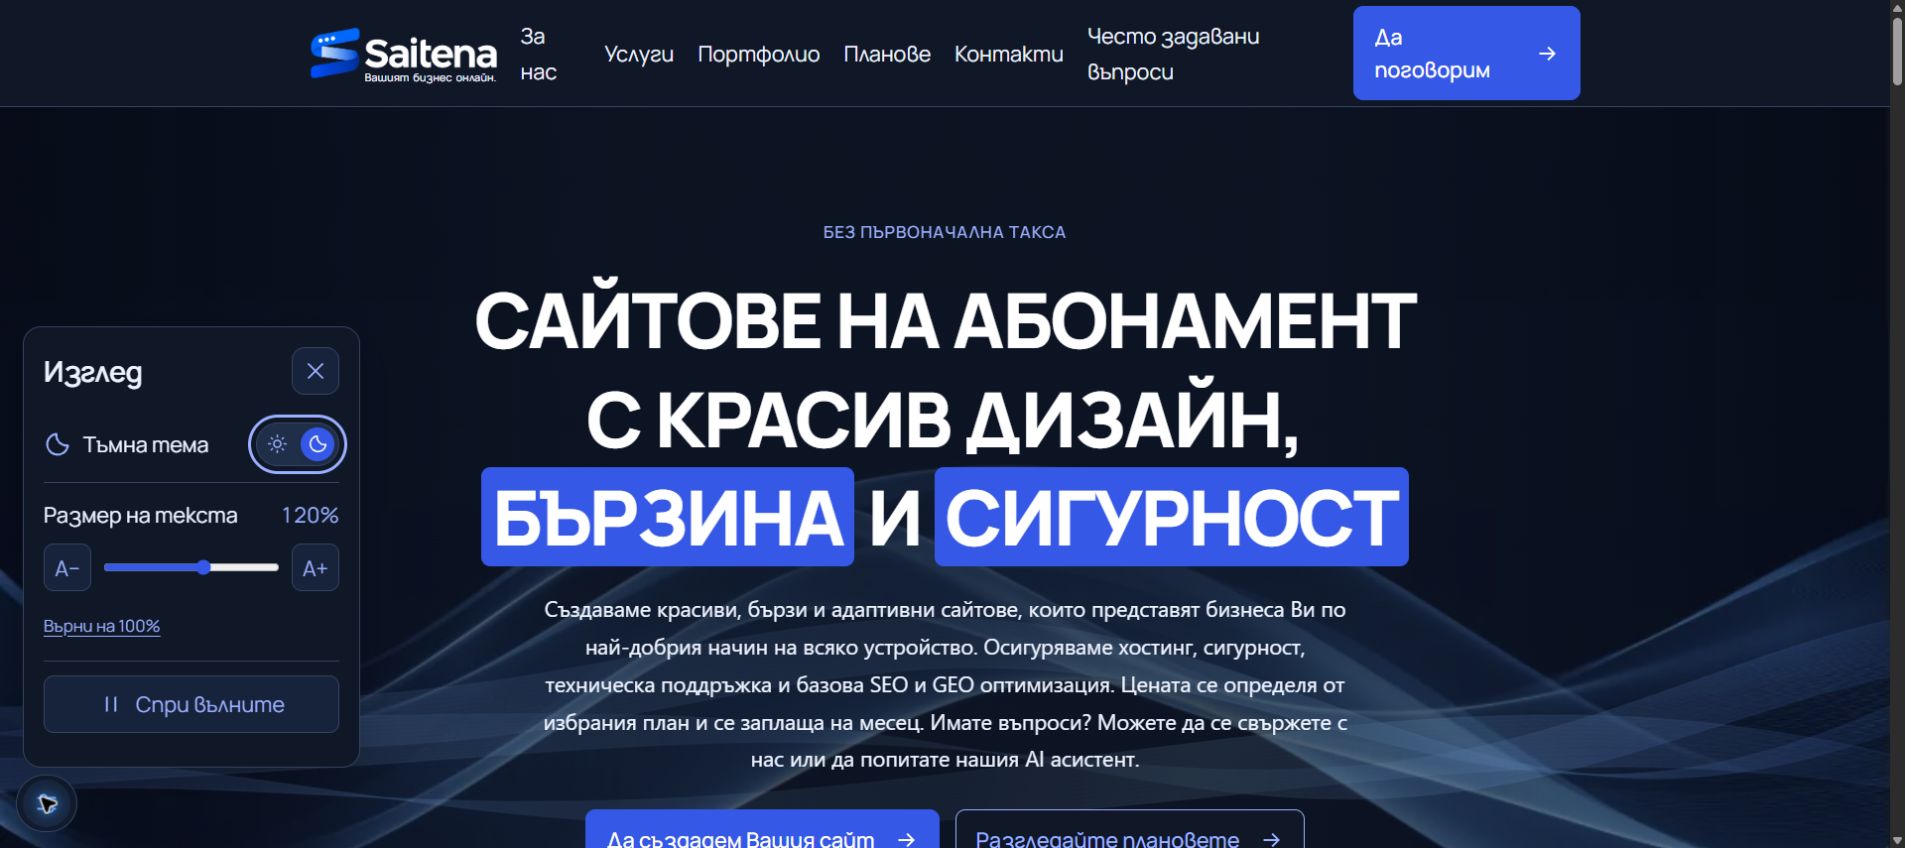 Saitena
Вашият бизнес онлайн.
За нас
Услуги
Портфолио
Планове
Контакти
Често задавани въпроси
Да поговорим
БЕЗ ПЪРВОНАЧАЛНА ТАКСА
САЙТОВЕ НА АБОНАМЕНТ
С КРАСИВ ДИЗАЙН,
БЪРЗИНА И СИГУРНОСТ
Създаваме красиви, бързи и адаптивни сайтове, които представят бизнеса Ви по
най-добрия начин на всяко устройство. Осигуряваме хостинг, сигурност,
техническа поддръжка и базова SEO и GEO оптимизация. Цената се определя от
избрания план и се заплаща на месец. Имате въпроси? Можете да се свържете с
нас или да попитате нашия AI асистент.
Да създадем Вашия сайт
Разгледайте плановете
Изглед
Тъмна тема
Размер на текста 120%
A− A+
Върни на 100%
Спри вълните